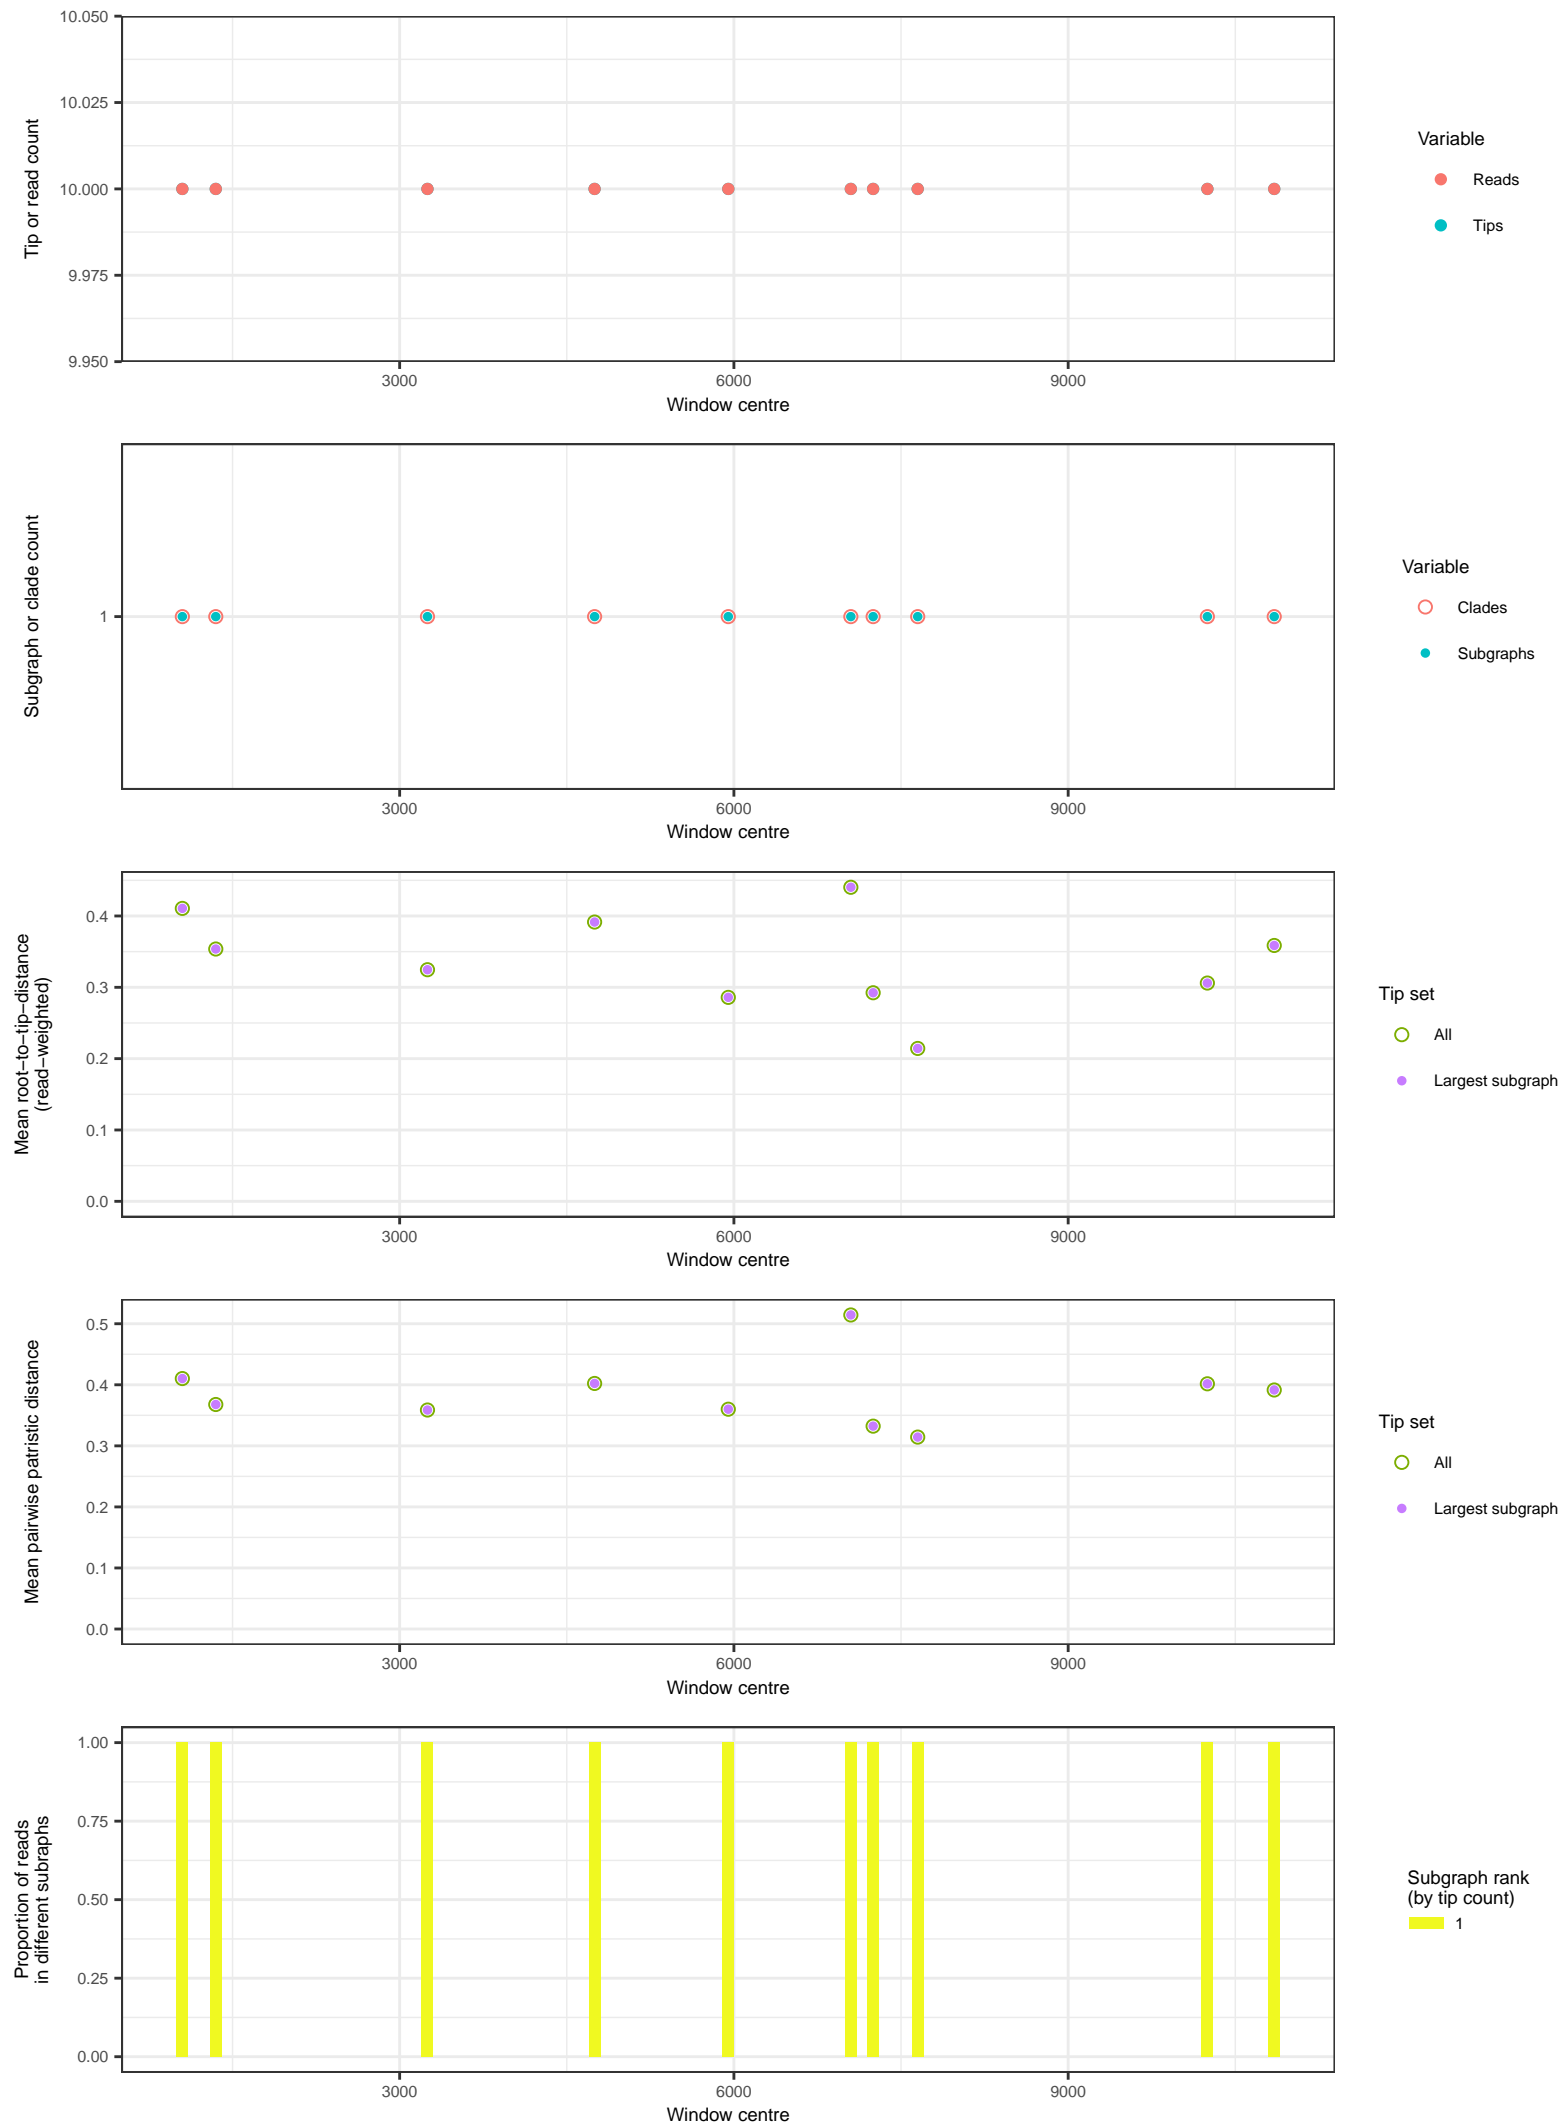 10.050
10.025
10.000
9.975
9.950
Tip or read count
3000
6000
9000
Window centre
Variable
Reads
Tips
1
Subgraph or clade count
3000
6000
9000
Window centre
Variable
Clades
Subgraphs
0.4
0.3
0.2
0.1
0.0
Mean root−to−tip−distance
(read−weighted)
3000
6000
9000
Window centre
Tip set
All
Largest subgraph
0.5
0.4
0.3
0.2
0.1
0.0
Mean pairwise patristic distance
3000
6000
9000
Window centre
Tip set
All
Largest subgraph
1.00
0.75
0.50
0.25
0.00
Proportion of reads
in different subraphs
3000
6000
9000
Window centre
Subgraph rank
(by tip count)
1